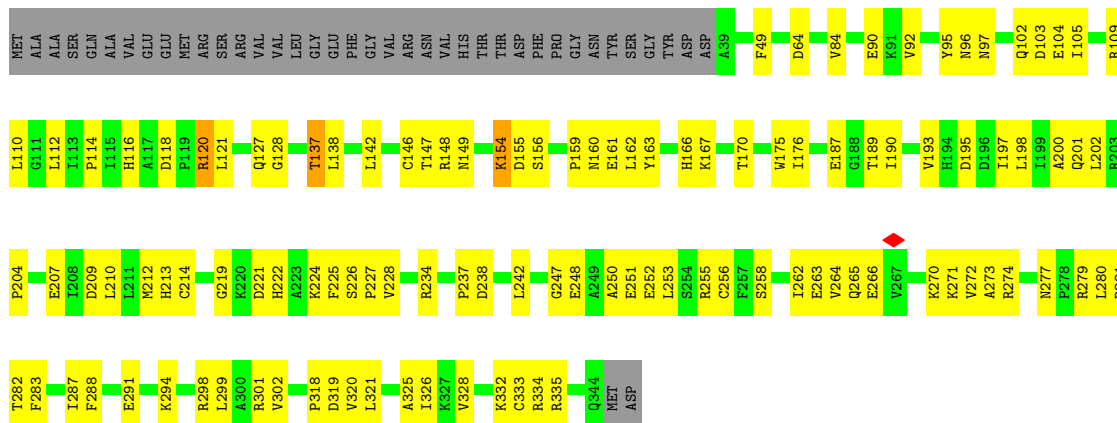 MET ALA ALA SER GLN ALA VAL GLU GLU MET ARG SER ARG VAL VAL LEU GLY GLU PHE GLY VAL ARG ASN VAL HIS THR THR ASP PHE PRO GLY ASN TYR SER GLY TYR ASP ASP A39 F49 D64 V84 E90 K91 V92 Y95 N96 N97 Q102 D103 E104 I105 R109
L110 G111 L112 I113 P114 I115 H116 A117 D118 P119 R120 L121 Q127 G128 T137 L138 L142 C146 T147 R148 N149 K154 D155 S156 P159 N160 E161 L162 Y163 H166 K167 T170 W175 I176 E187 G188 T189 I190 V193 H194 D195 D196 I197 L198 I199 A200 Q201 L202 R203
P204 E207 I208 D209 L210 L211 M212 H213 C214 G219 K220 D221 H222 A223 K224 F225 S226 P227 V228 R234 P237 D238 L242 G247 E248 A249 A250 E251 E252 L253 S254 R255 C256 F257 S258 I262 E263 V264 Q265 E266 V267 K270 K271 V272 A273 R274 N277 P278 R279 L280
T282 F283 I287 F288 E291 K294 R298 L299 A300 R301 V302 P318 D319 V320 L321 A325 I326 K327 V328 K332 C333 R334 R335 Q344 MET ASP